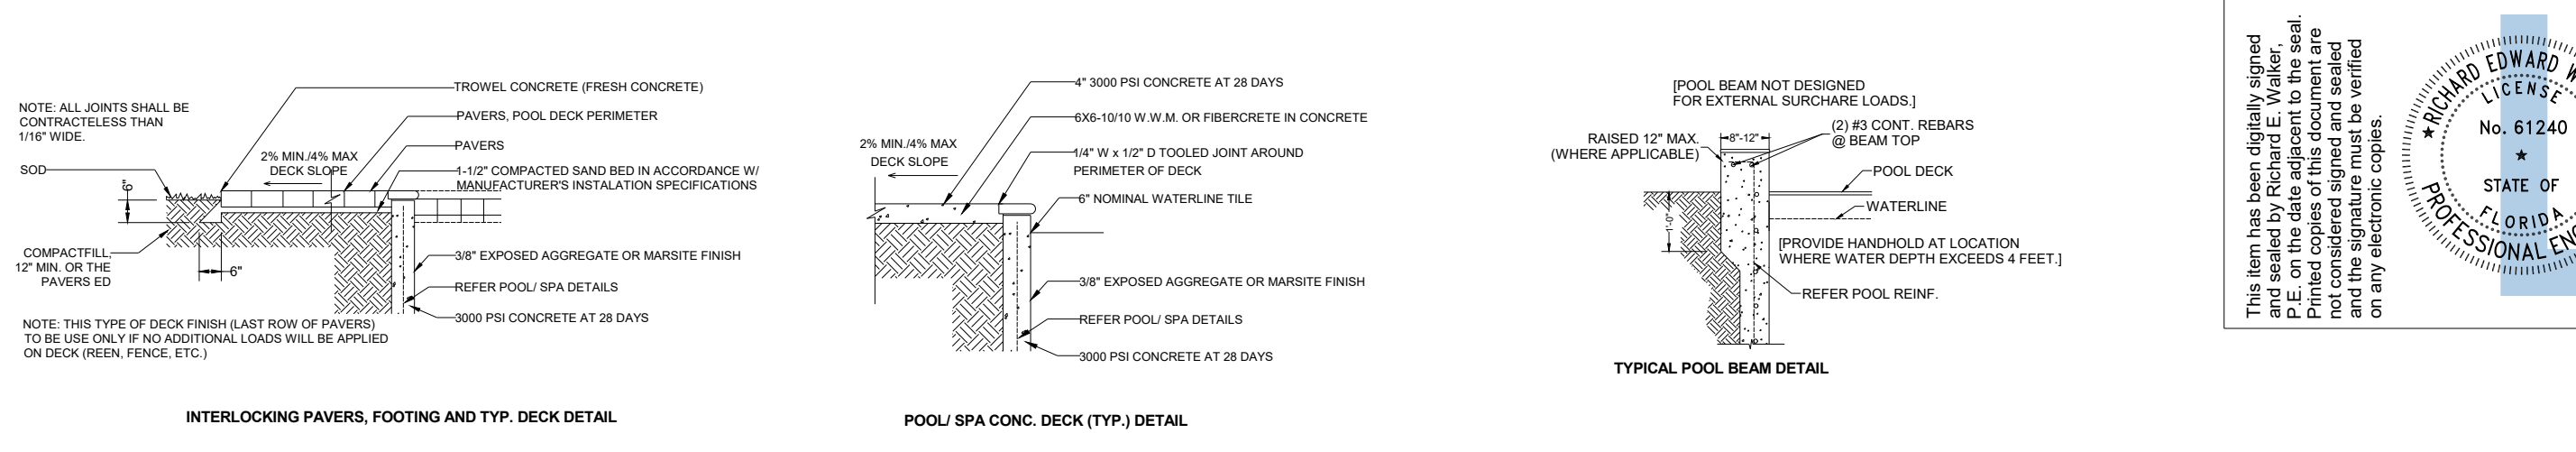 NOTE: ALL JOINTS SHALL BE
CONTRACTELESS THAN
1/16" WIDE.
SOD
6"
COMPACTFILL,
12" MIN. OR THE
PAVERS ED
6"
2% MIN./4% MAX
DECK SLOPE
TROWEL CONCRETE (FRESH CONCRETE)
PAVERS, POOL DECK PERIMETER
PAVERS
1-1/2" COMPACTED SAND BED IN ACCORDANCE W/
MANUFACTURER'S INSTALATION SPECIFICATIONS
3/8" EXPOSED AGGREGATE OR MARSITE FINISH
REFER POOL/ SPA DETAILS
3000 PSI CONCRETE AT 28 DAYS
NOTE: THIS TYPE OF DECK FINISH (LAST ROW OF PAVERS)
TO BE USE ONLY IF NO ADDITIONAL LOADS WILL BE APPLIED
ON DECK (REEN, FENCE, ETC.)
INTERLOCKING PAVERS, FOOTING AND TYP. DECK DETAIL
2% MIN./4% MAX
DECK SLOPE
4" 3000 PSI CONCRETE AT 28 DAYS
6X6-10/10 W.W.M. OR FIBERCRETE IN CONCRETE
1/4" W x 1/2" D TOOLED JOINT AROUND
PERIMETER OF DECK
6" NOMINAL WATERLINE TILE
3/8" EXPOSED AGGREGATE OR MARSITE FINISH
REFER POOL/ SPA DETAILS
3000 PSI CONCRETE AT 28 DAYS
POOL/ SPA CONC. DECK (TYP.) DETAIL
[POOL BEAM NOT DESIGNED
FOR EXTERNAL SURCHARE LOADS.]
RAISED 12" MAX.
(WHERE APPLICABLE)
8"-12"
(2) #3 CONT. REBARS
@ BEAM TOP
POOL DECK
WATERLINE
1'-0"
[PROVIDE HANDHOLD AT LOCATION
WHERE WATER DEPTH EXCEEDS 4 FEET.]
REFER POOL REINF.
TYPICAL POOL BEAM DETAIL
This item has been digitally signed
and sealed by Richard E. Walker,
P.E. on the date adjacent to the seal.
Printed copies of this document are
not considered signed and sealed
and the signature must be verified
on any electronic copies.
RICHARD EDWARD
LICENSE
No. 61240
STATE OF
FLORIDA
PROFESSIONAL